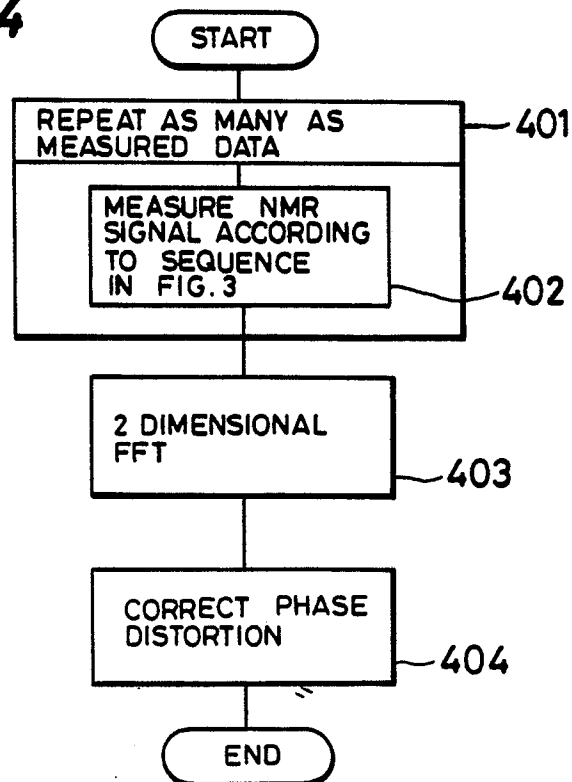 4
START
REPEAT AS MANY AS
MEASURED DATA
401
MEASURE NMR
SIGNAL ACCORDING
TO SEQUENCE
IN FIG. 3
402
2 DIMENSIONAL
FFT
403
CORRECT PHASE
DISTORTION
404
END